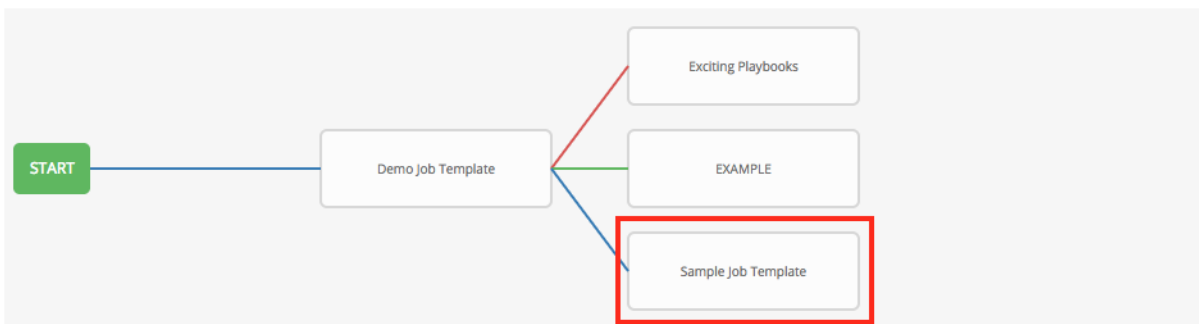 Exciting Playbooks
START
Demo Job Template
EXAMPLE
Sample Job Template